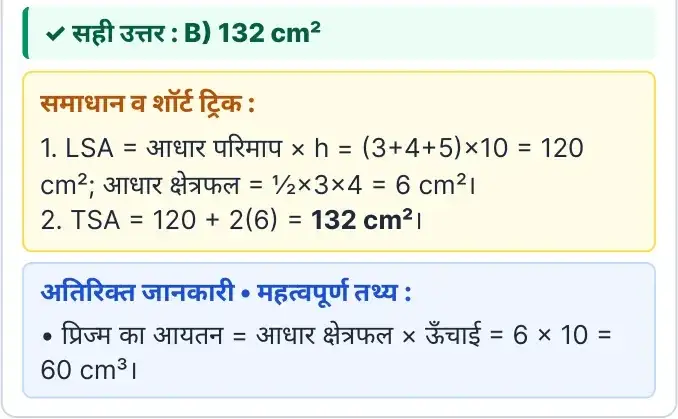 ✓ सही उत्तर : B) 132 cm²
समाधान व शॉर्ट ट्रिक :
1. LSA = आधार परिमाप × h = (3+4+5)×10 = 120
cm²; आधार क्षेत्रफल = ½×3×4 = 6 cm²।
2. TSA = 120 + 2(6) = 132 cm²।
अतिरिक्त जानकारी • महत्वपूर्ण तथ्य :
• प्रिज्म का आयतन = आधार क्षेत्रफल × ऊँचाई = 6 × 10 =
60 cm³।